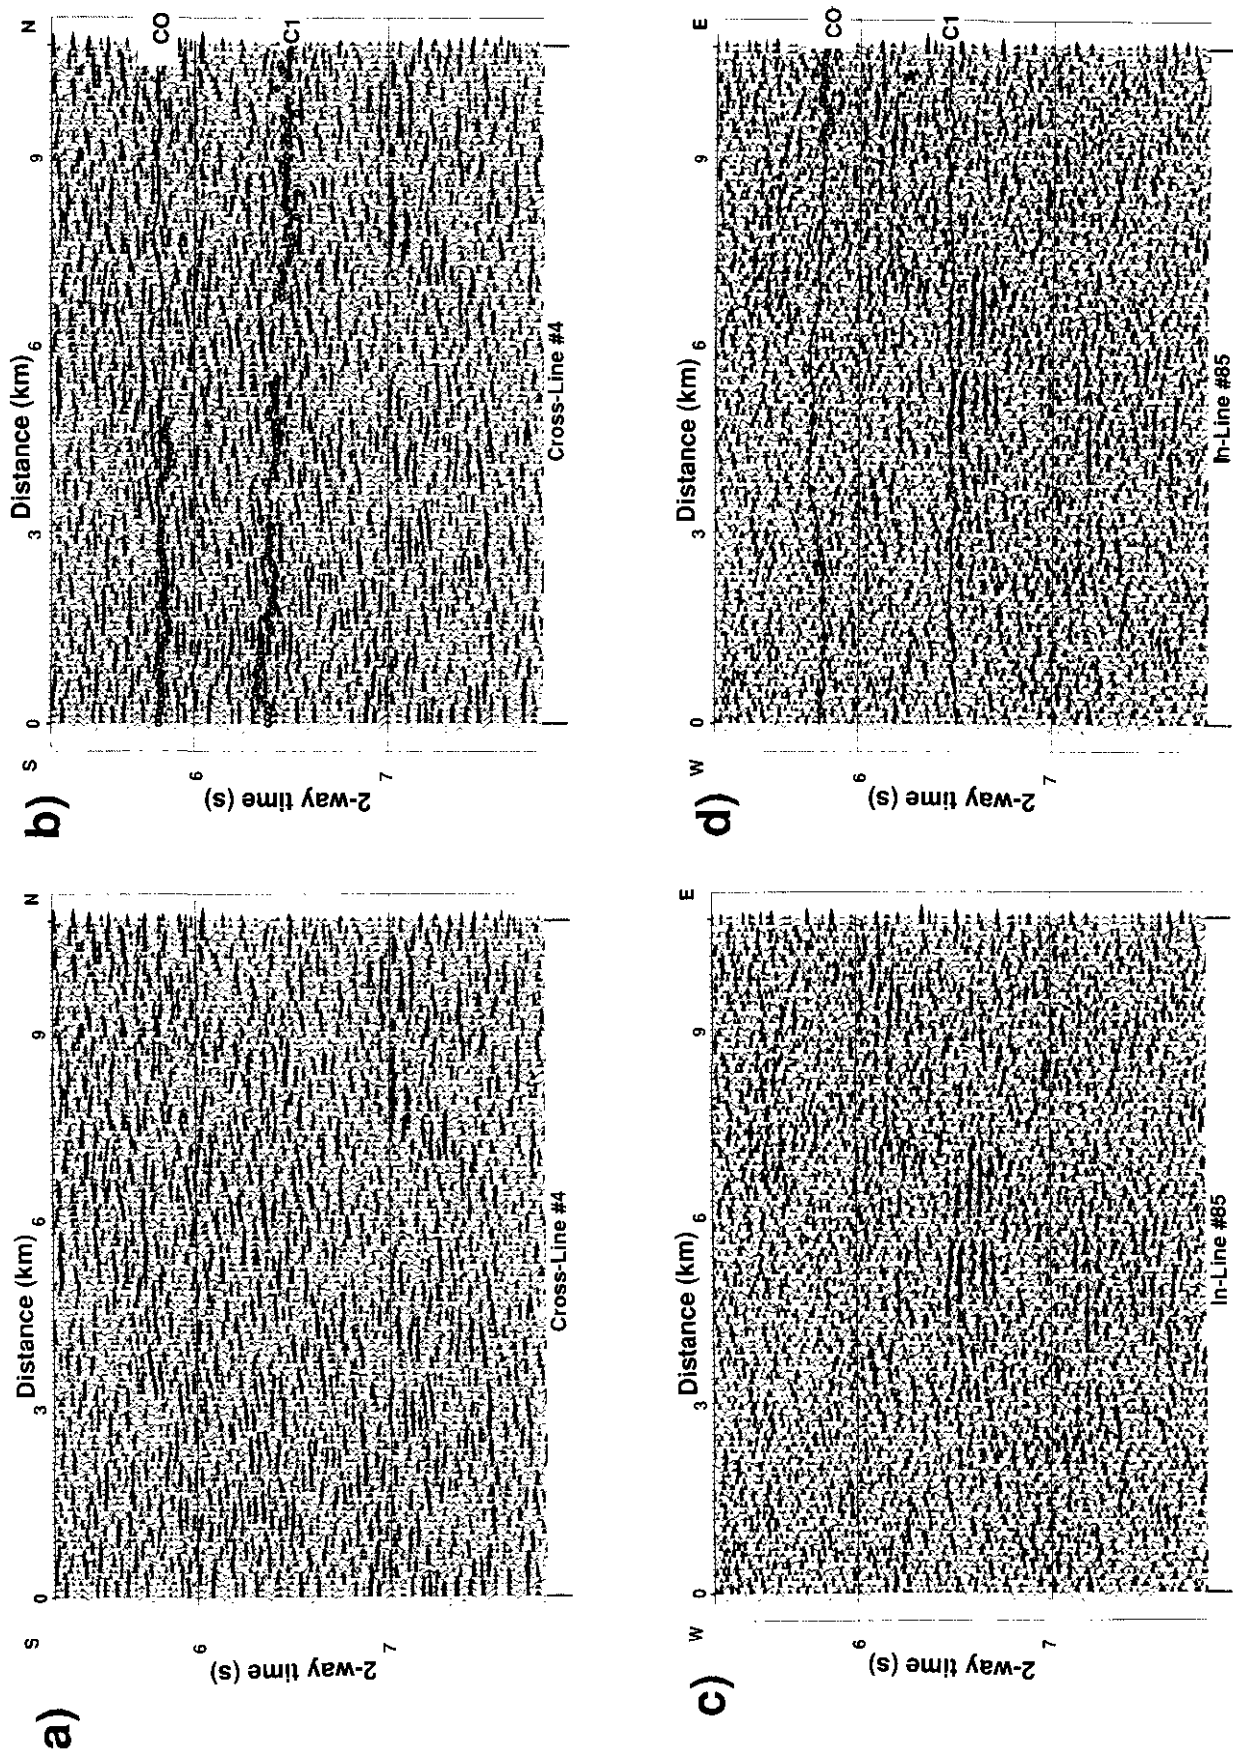 a)
S
N
Distance (km)
0
3
6
9
2-way time (s)
6
7
Cross-Line #4
b)
S
N
Distance (km)
0
3
6
9
2-way time (s)
6
7
C0
C1
Cross-Line #4
c)
W
E
Distance (km)
0
3
6
9
2-way time (s)
6
7
In-Line #85
d)
W
E
Distance (km)
0
3
6
9
2-way time (s)
6
7
C0
C1
In-Line #85